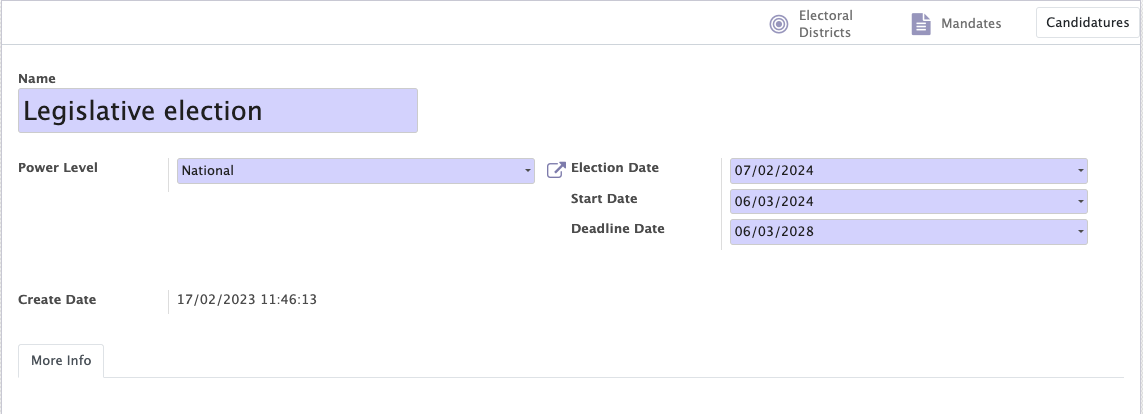 Electoral
Districts
Mandates
Candidatures
Name
Legislative election
Power Level
National
Election Date
07/02/2024
Start Date
06/03/2024
Deadline Date
06/03/2028
Create Date
17/02/2023 11:46:13
More Info